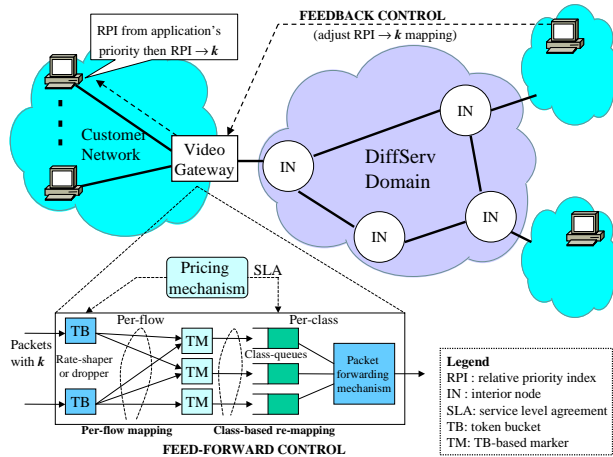 FEEDBACK CONTROL
(adjust RPI → k mapping)
RPI from application's
priority then RPI → k
Customer
Network
Video
Gateway
IN
IN
IN
IN
DiffServ
Domain
Pricing
mechanism
SLA
Per-flow
Per-class
Packets
with k
TB
TB
Rate-shaper
or dropper
TM
TM
TM
Class-queues
Packet
forwarding
mechanism
Per-flow mapping
Class-based re-mapping
FEED-FORWARD CONTROL
Legend
RPI : relative priority index
IN : interior node
SLA: service level agreement
TB: token bucket
TM: TB-based marker